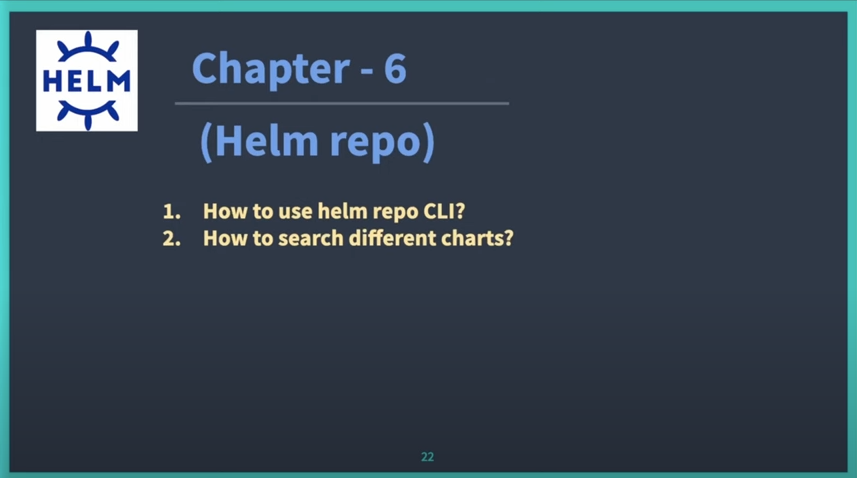 HELM
Chapter - 6
(Helm repo)
1. How to use helm repo CLI?
2. How to search different charts?
22